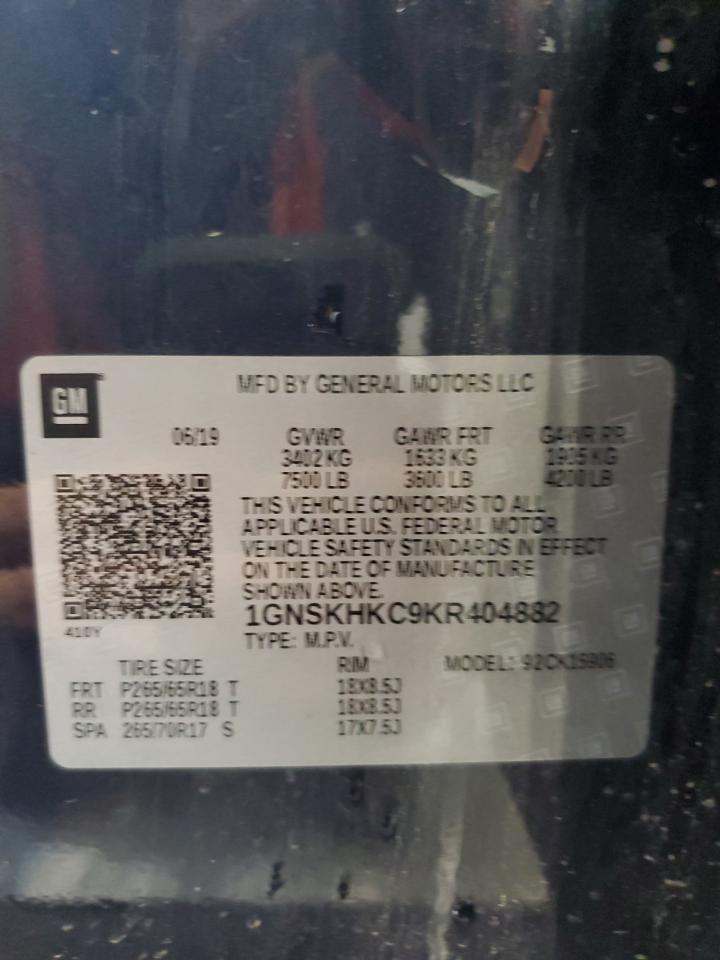 GM
MFD BY GENERAL MOTORS LLC
06/19 GVWR GAWR FRT GAWR RR
3402 KG 1633 KG 1905 KG
7500 LB 3600 LB 4200 LB
THIS VEHICLE CONFORMS TO ALL
APPLICABLE U.S. FEDERAL MOTOR
VEHICLE SAFETY STANDARDS IN EFFECT
ON THE DATE OF MANUFACTURE
SHOWN ABOVE.
1GNSKHKC9KR404882
410Y
TYPE: M.P.V.
TIRE SIZE RIM MODEL: 92CK15906
FRT P265/65R18 T 18X8.5J
RR P265/65R18 T 18X8.5J
SPA 265/70R17 S 17X7.5J